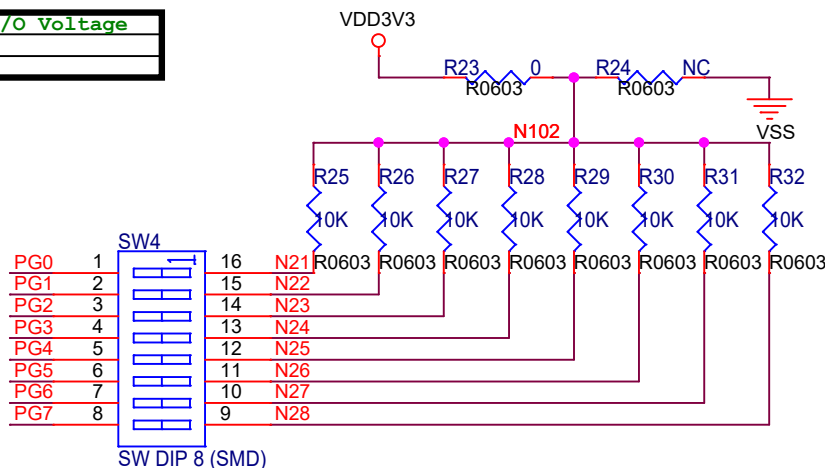 /O Voltage
VDD3V3
R23 0 R24 NC
R0603 R0603
VSS
N102
R25 R26 R27 R28 R29 R30 R31 R32
10K 10K 10K 10K 10K 10K 10K 10K
R0603 R0603 R0603 R0603 R0603 R0603 R0603 R0603
SW4
PG0 1 16 N21
PG1 2 15 N22
PG2 3 14 N23
PG3 4 13 N24
PG4 5 12 N25
PG5 6 11 N26
PG6 7 10 N27
PG7 8 9 N28
SW DIP 8 (SMD)